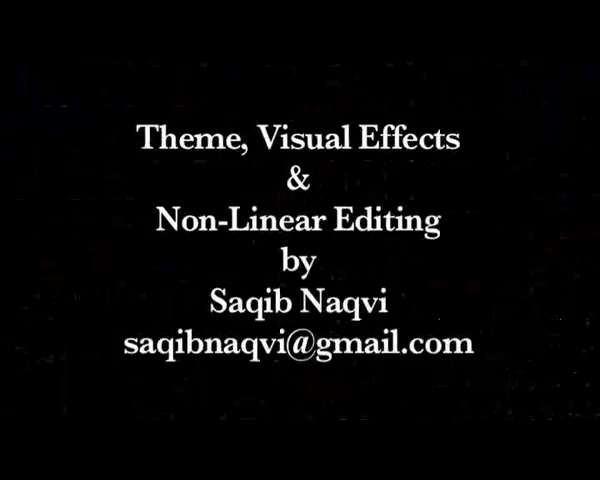 Theme, Visual Effects
&
Non-Linear Editing
by
Saqib Naqvi
saqibnaqvi@gmail.com